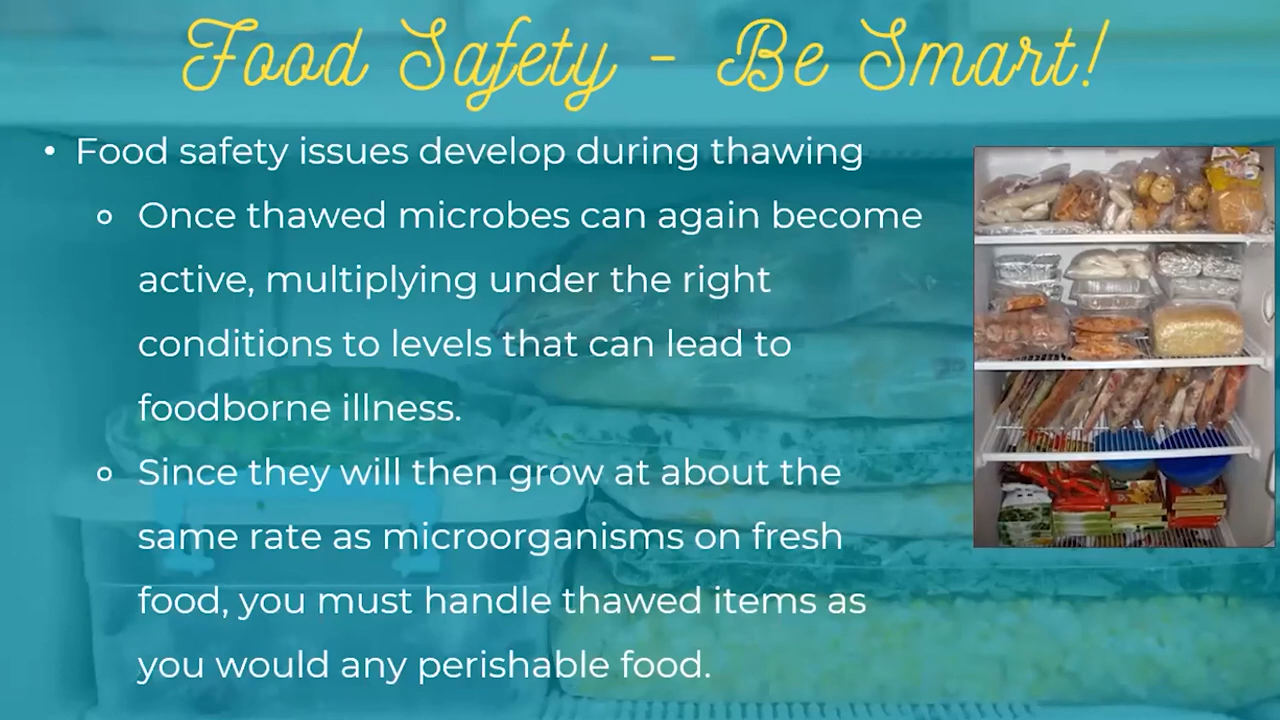 Food Safety - Be Smart!
• Food safety issues develop during thawing
○ Once thawed microbes can again become
active, multiplying under the right
conditions to levels that can lead to
foodborne illness.
○ Since they will then grow at about the
same rate as microorganisms on fresh
food, you must handle thawed items as
you would any perishable food.